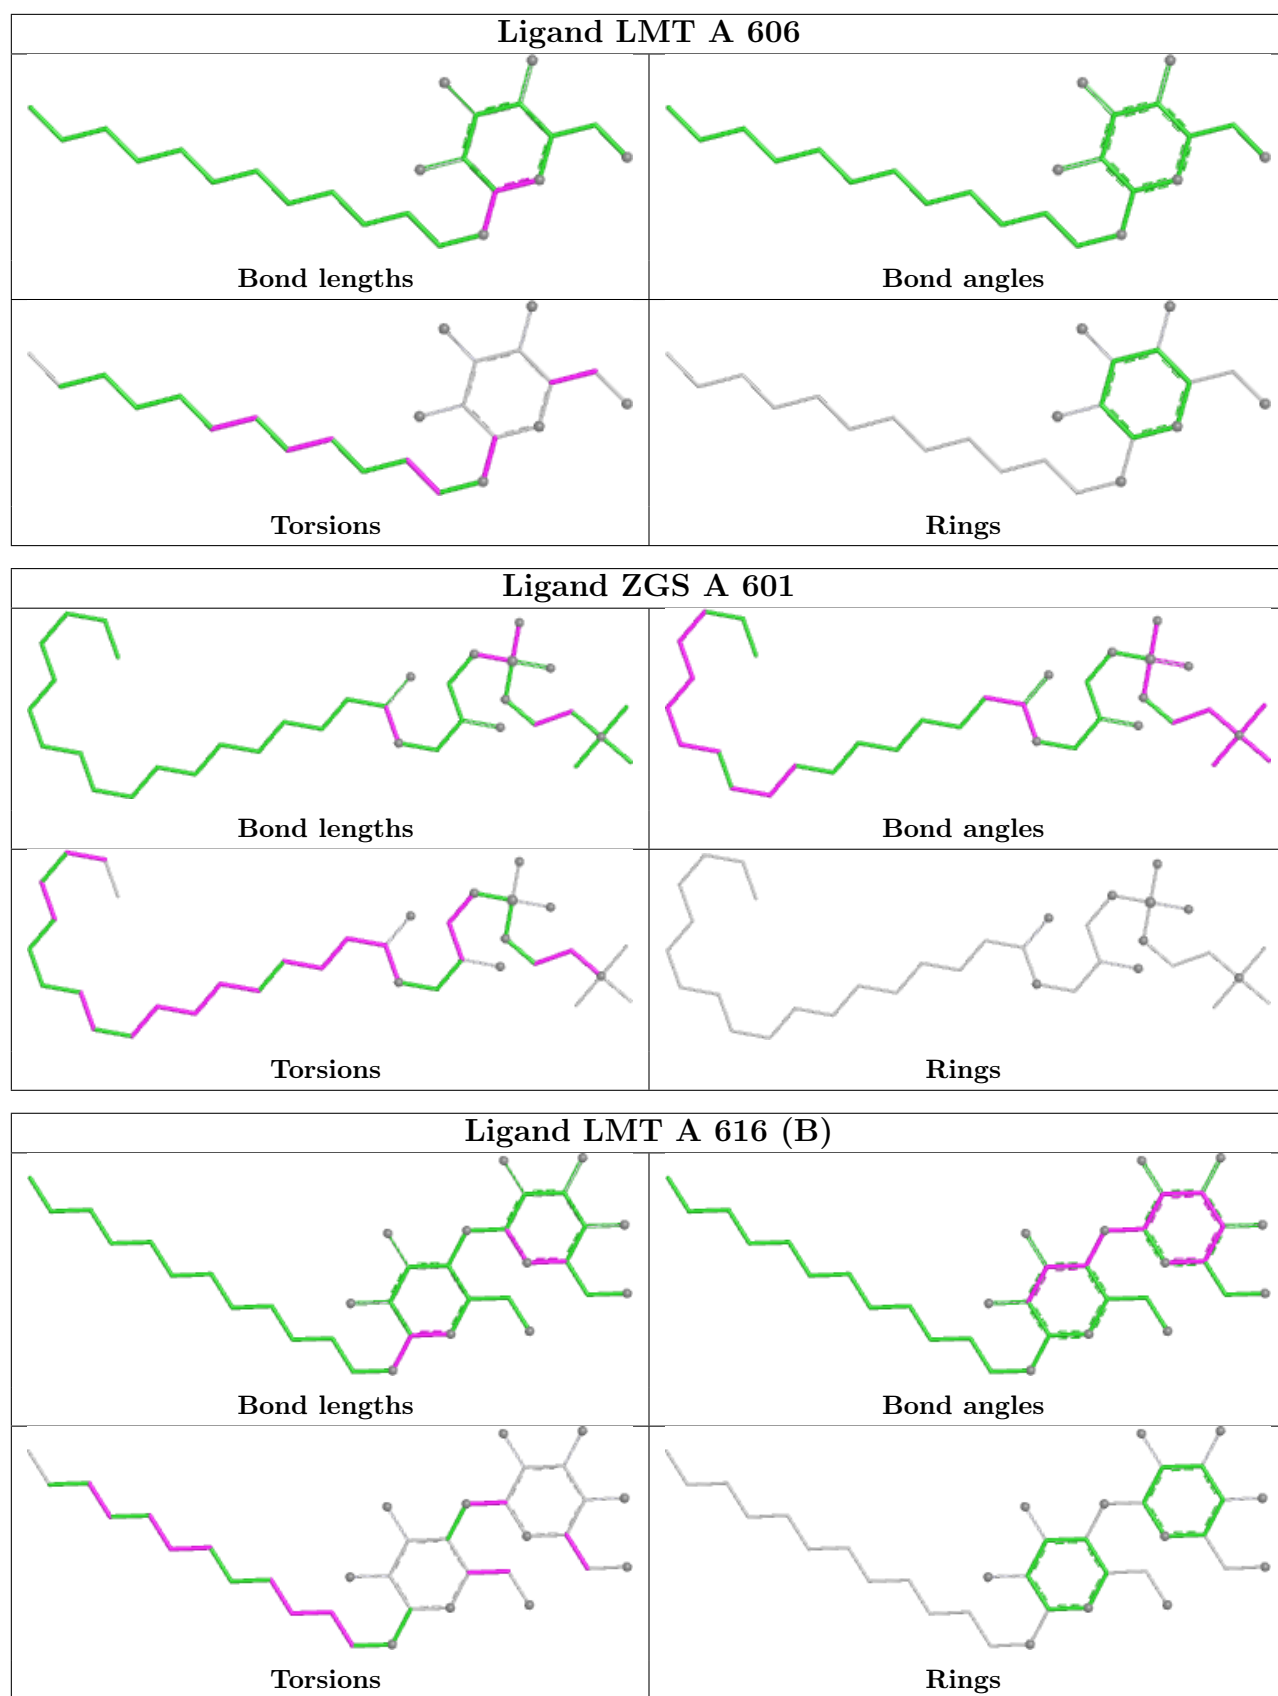 Ligand LMT A 606
Bond lengths
Bond angles
Torsions
Rings
Ligand ZGS A 601
Bond lengths
Bond angles
Torsions
Rings
Ligand LMT A 616 (B)
Bond lengths
Bond angles
Torsions
Rings